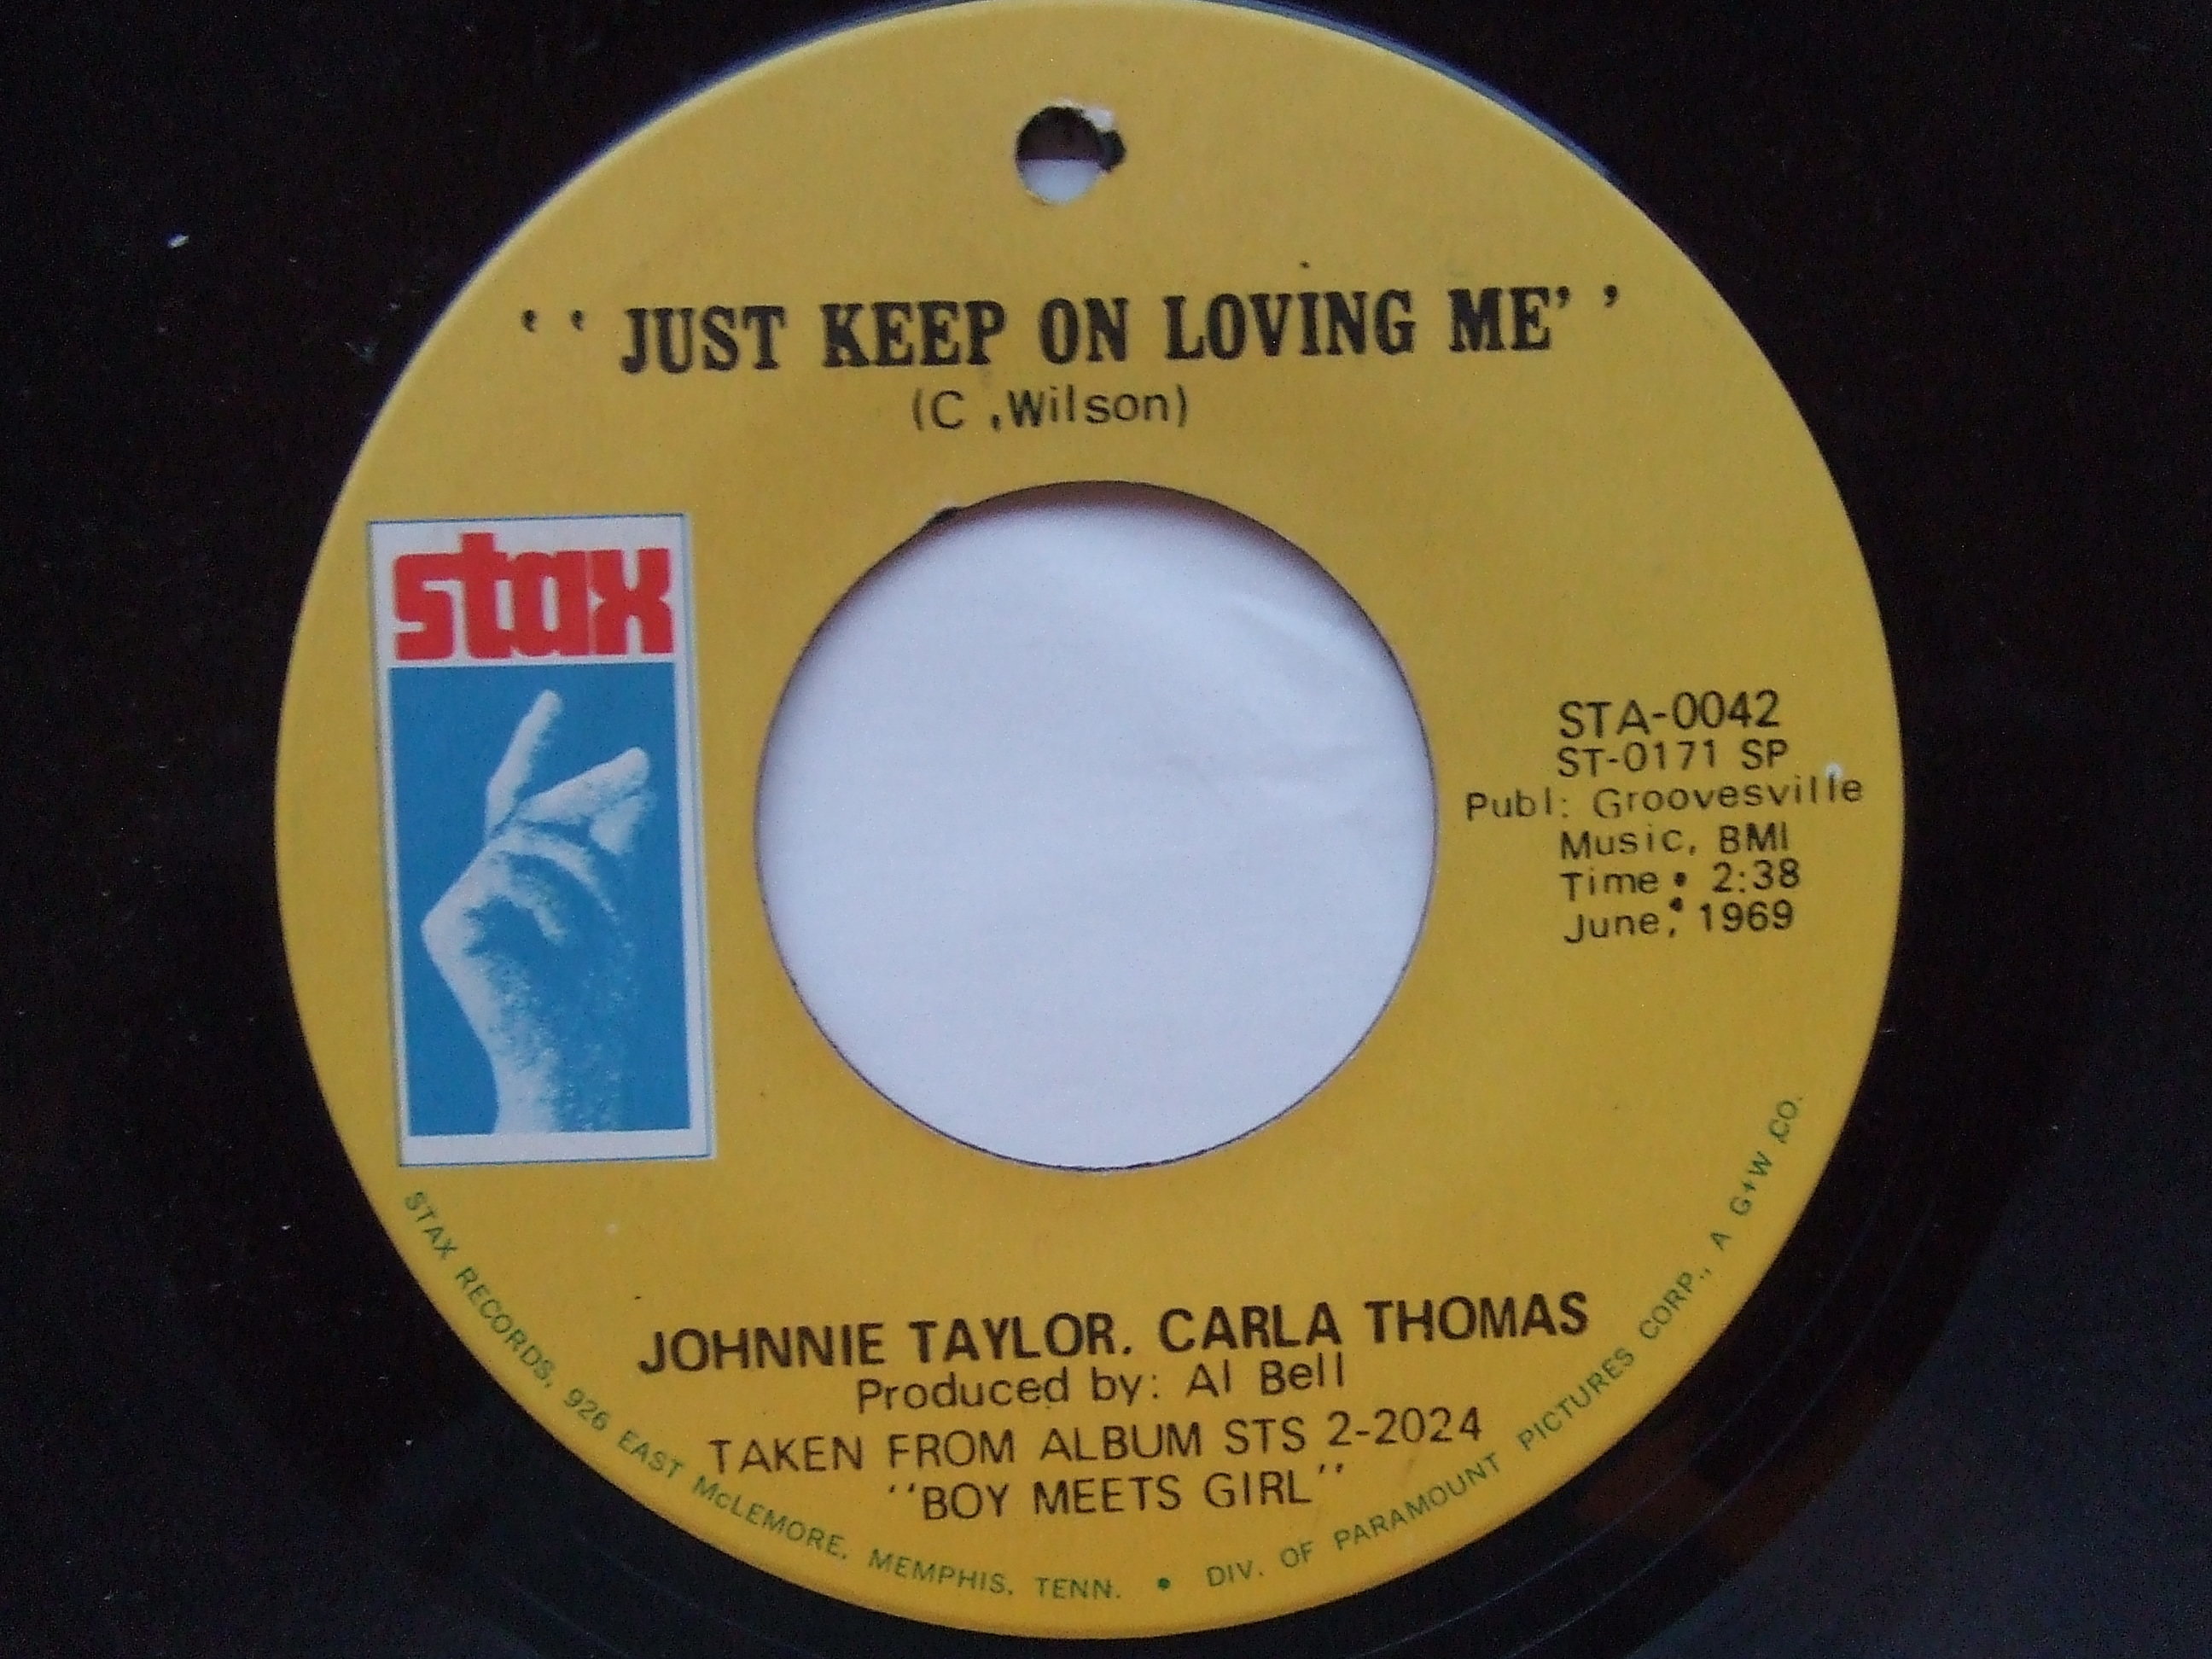 ‘‘ JUST KEEP ON LOVING ME’’
(C .Wilson)
stax
STA-0042
ST-0171 SP
Publ: Groovesville
Music, BMI
Time: 2:38
June, 1969
JOHNNIE TAYLOR. CARLA THOMAS
Produced by: Al Bell
TAKEN FROM ALBUM STS 2-2024
‘‘BOY MEETS GIRL’’
STAX RECORDS, 926 EAST McLEMORE, MEMPHIS, TENN. • DIV. OF PARAMOUNT PICTURES CORP., A G+W CO.